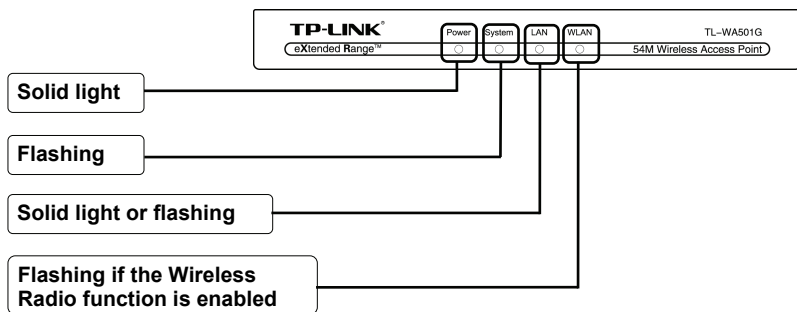 TP-LINK®
Power System LAN WLAN
TL-WA501G
eXtended Range™
54M Wireless Access Point
Solid light
Flashing
Solid light or flashing
Flashing if the Wireless
Radio function is enabled